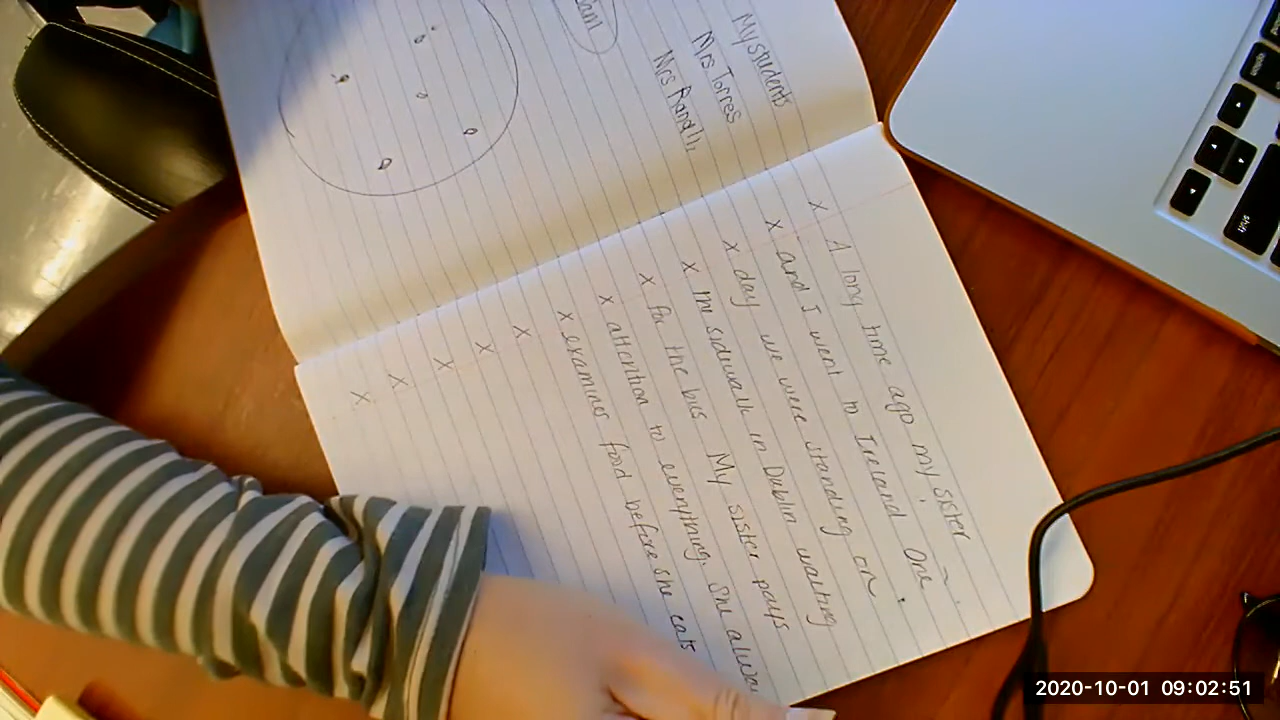 My students
Mrs Torres
Mrs Ranalli
x A long time ago my sister
x and I went to Ireland. One
x day we were standing on
x the sidewalk in Dublin waiting
x for the bus. My sister pays
x attention to everything. She always
x examines food before she eats
x
x
x
x
x
shift
2020-10-01 09:02:51